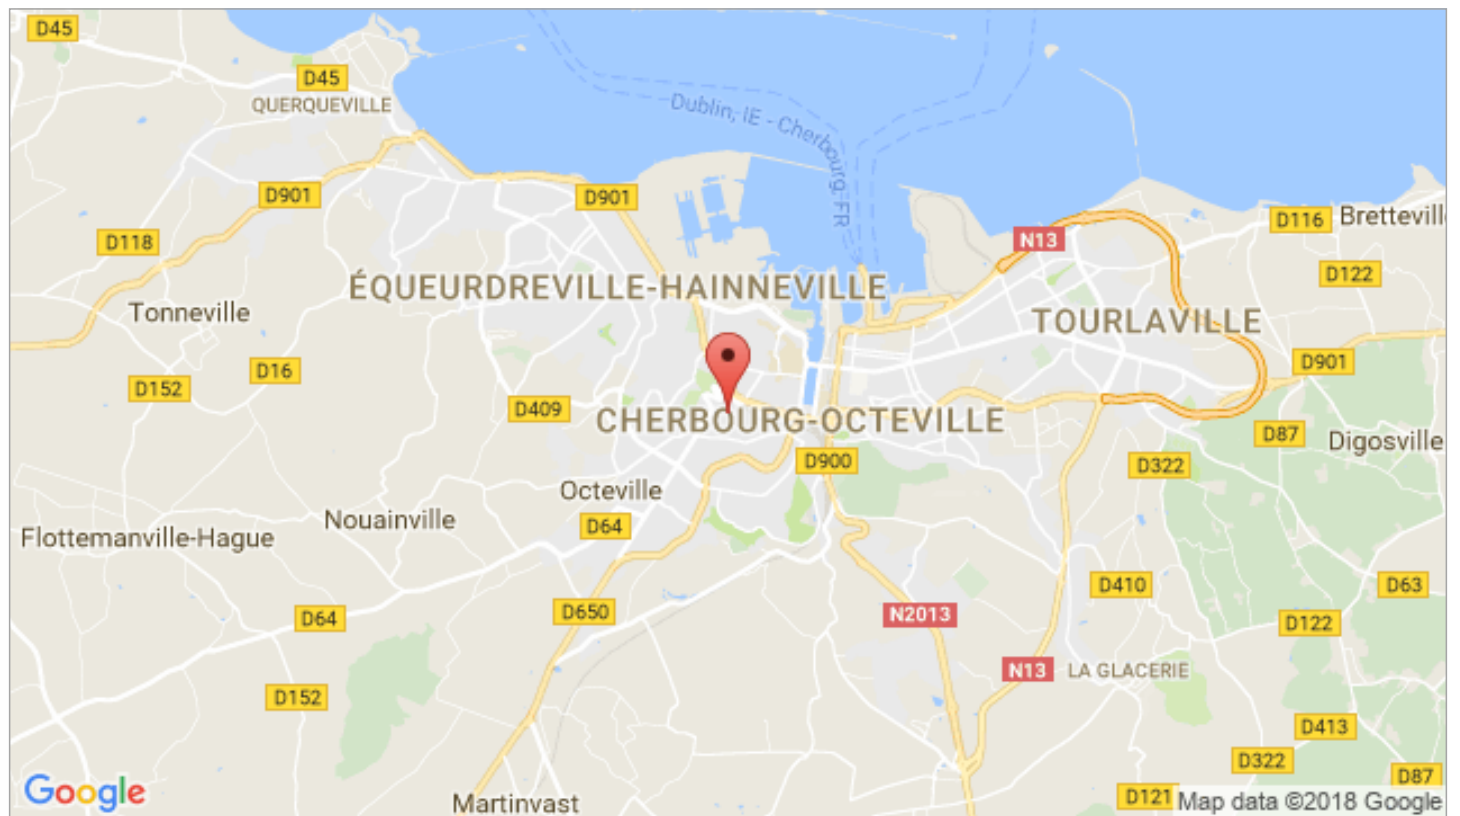 D45
D45
QUERQUEVILLE
Dublin, IE - Cherbourg, FR
D901
D901
D118
N13
D116
Brettevill
D122
ÉQUEURDREVILLE-HAINNEVILLE
Tonneville
TOURLAVILLE
D16
D152
D901
D409
CHERBOURG-OCTEVILLE
D87
Digosville
D900
D322
Octeville
Nouainville
D64
Flottemanville-Hague
D410
D63
D650
D64
N2013
D122
N13
LA GLACERIE
D152
D413
D322
D87
Google
Martinvast
D121
Map data ©2018 Google